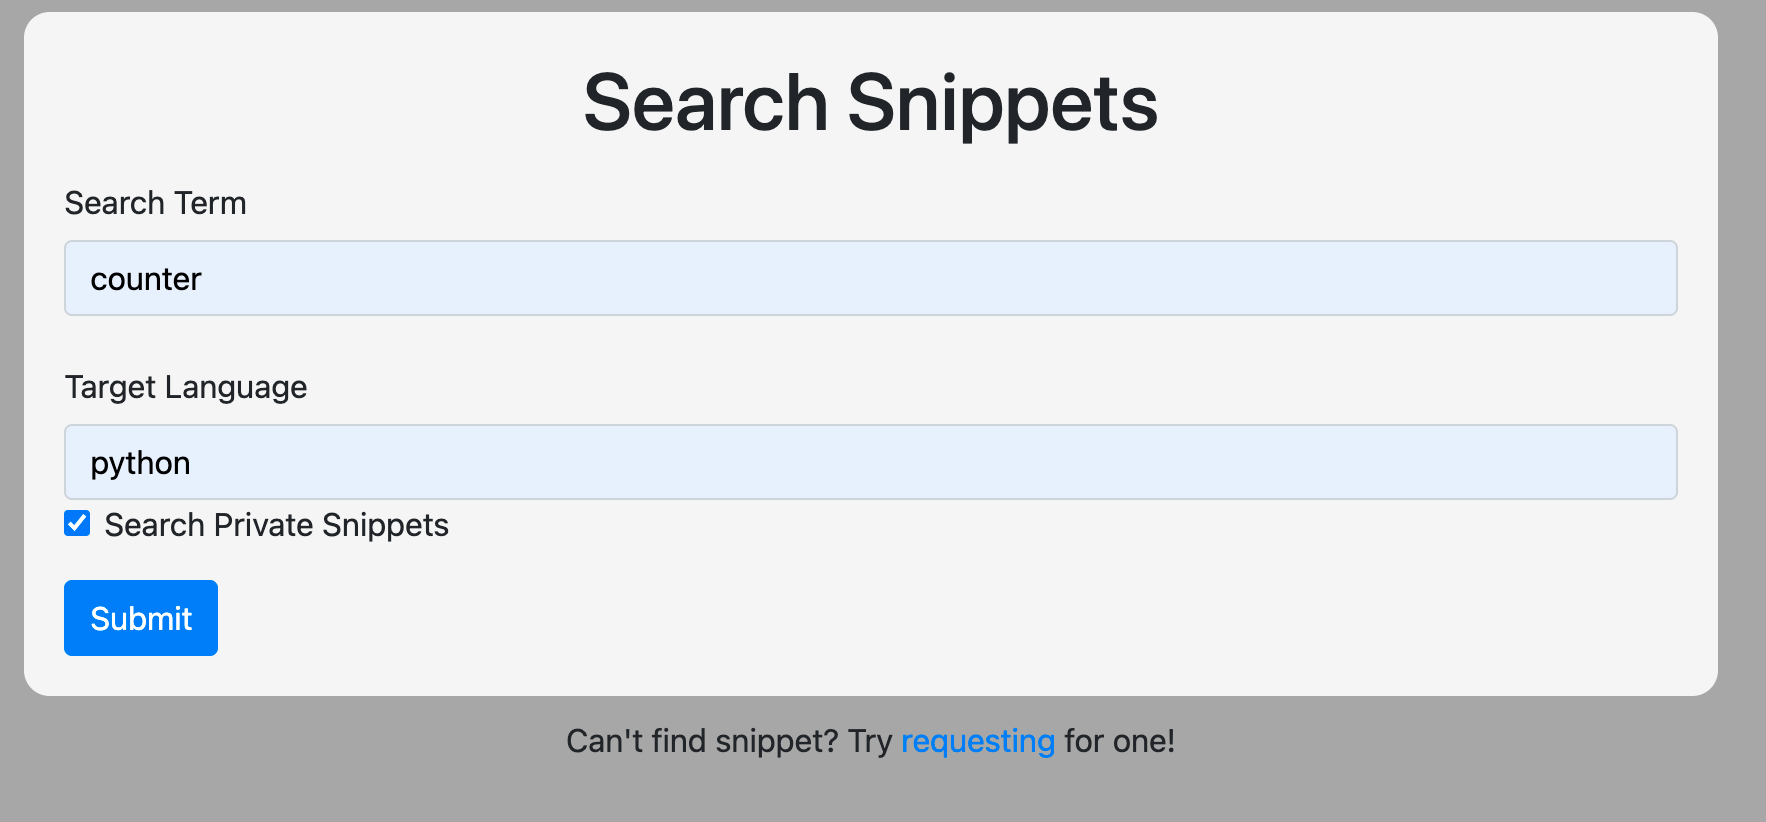 Search Snippets
Search Term
counter
Target Language
python
Search Private Snippets
Submit
Can't find snippet? Try requesting for one!